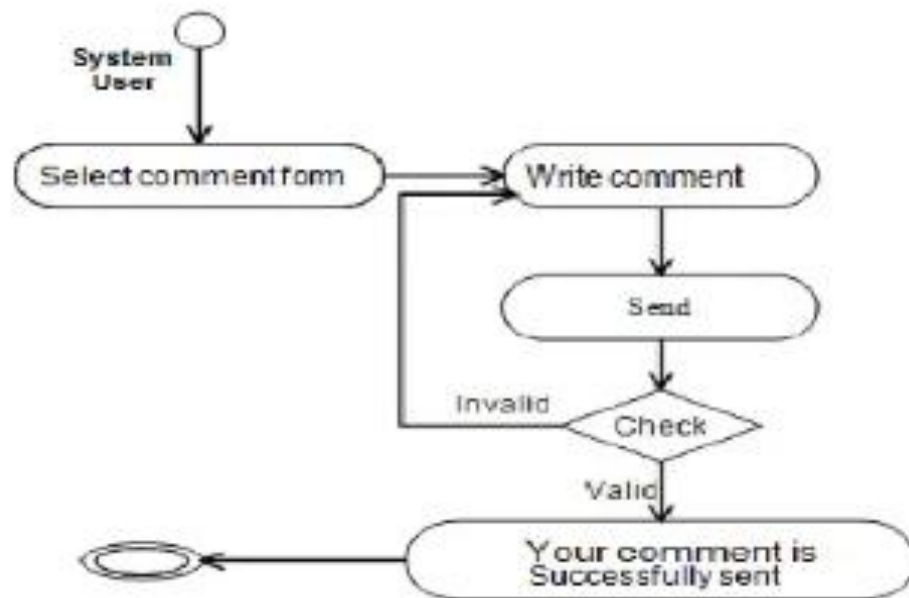 System
User
Select comment form
Write comment
Send
Invalid
Check
Valid
Your comment is
Successfully sent